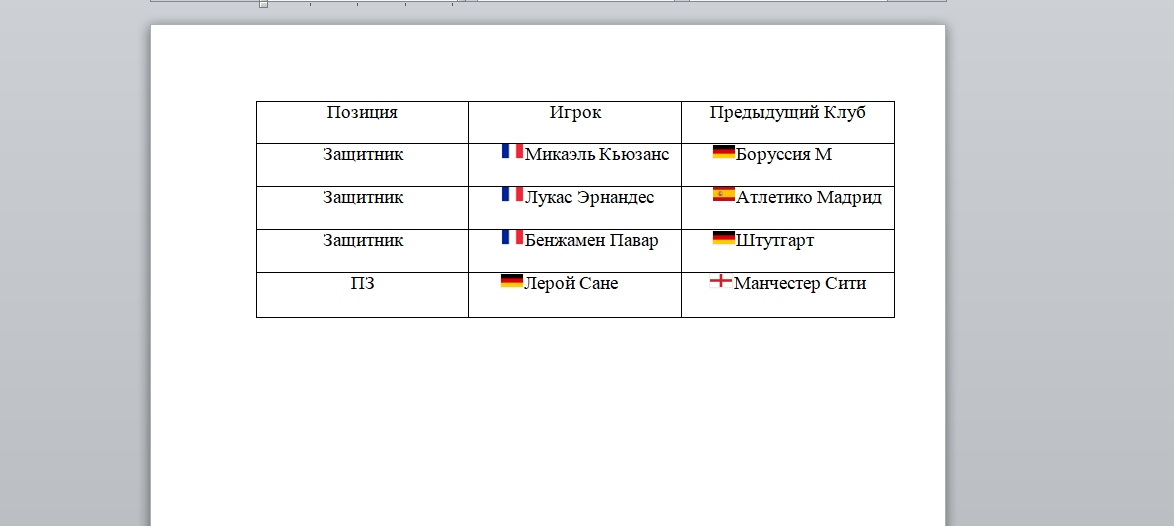 Позиция Игрок Предыдущий Клуб
Защитник Микаэль Кьюзанс Боруссия М
Защитник Лукас Эрнандес Атлетико Мадрид
Защитник Бенжамен Павар Штутгарт
ПЗ Лерой Сане Манчестер Сити